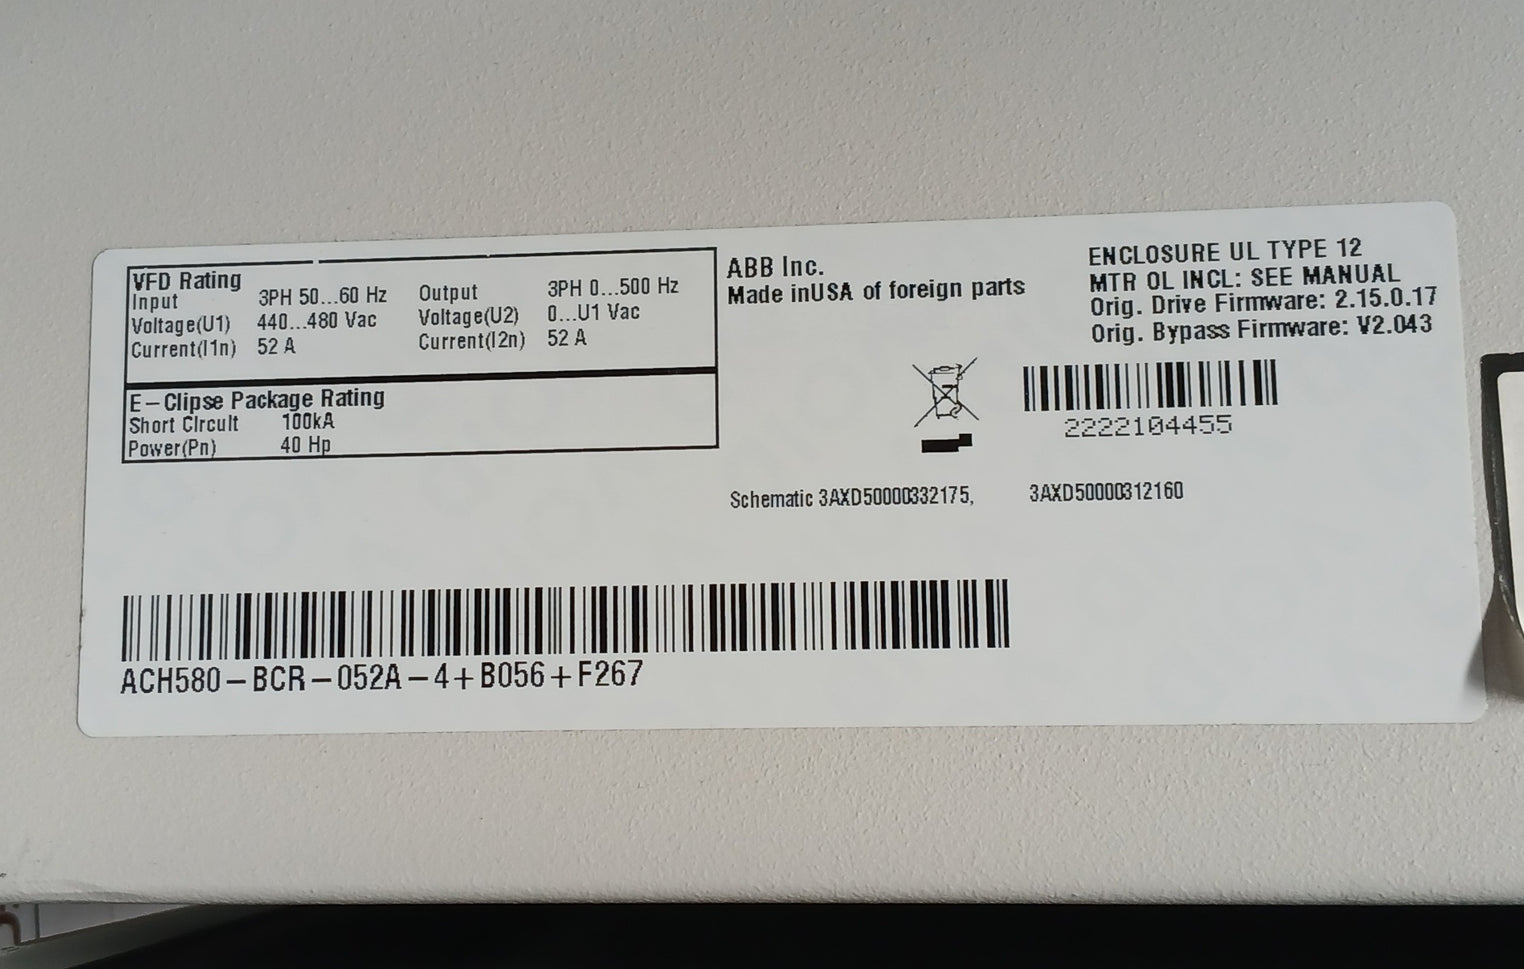 VFD Rating
Input 3PH 50...60 Hz Output 3PH 0...500 Hz
Voltage(U1) 440...480 Vac Voltage(U2) 0...U1 Vac
Current(I1n) 52 A Current(I2n) 52 A
E-Clipse Package Rating
Short Circuit 100kA
Power(Pn) 40 Hp
ABB Inc.
Made inUSA of foreign parts
ENCLOSURE UL TYPE 12
MTR OL INCL: SEE MANUAL
Orig. Drive Firmware: 2.15.0.17
Orig. Bypass Firmware: V2.043
2222104455
Schematic 3AXD50000332175, 3AXD50000312160
ACH580-BCR-052A-4+B056+F267